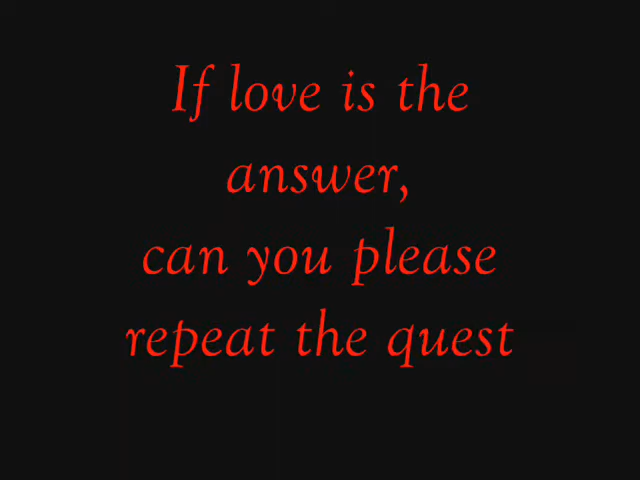 If love is the
answer,
can you please
repeat the quest